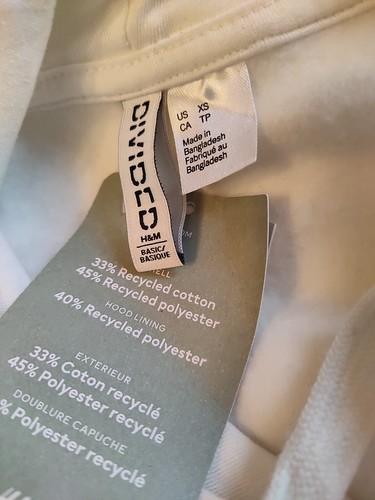 DIVIDED
H&M
BASIC/
BASIQUE
US XS
CA TP
Made in
Bangladesh
Fabriqué au
Bangladesh
33% Recycled cotton
45% Recycled polyester
HOOD LINING
40% Recycled polyester
EXTERIEUR
33% Coton recyclé
45% Polyester recyclé
DOUBLURE CAPUCHE
% Polyester recyclé